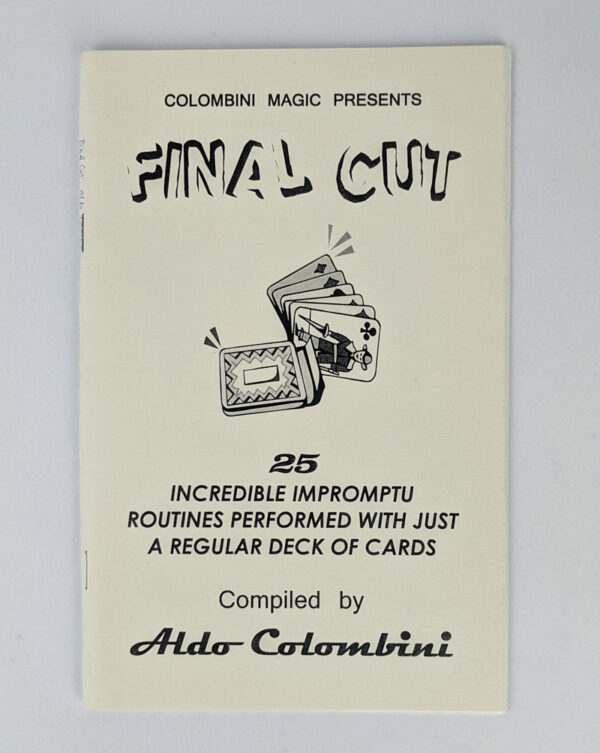 COLOMBINI MAGIC PRESENTS
FINAL CUT
25
INCREDIBLE IMPROMPTU
ROUTINES PERFORMED WITH JUST
A REGULAR DECK OF CARDS
Compiled by
Aldo Colombini